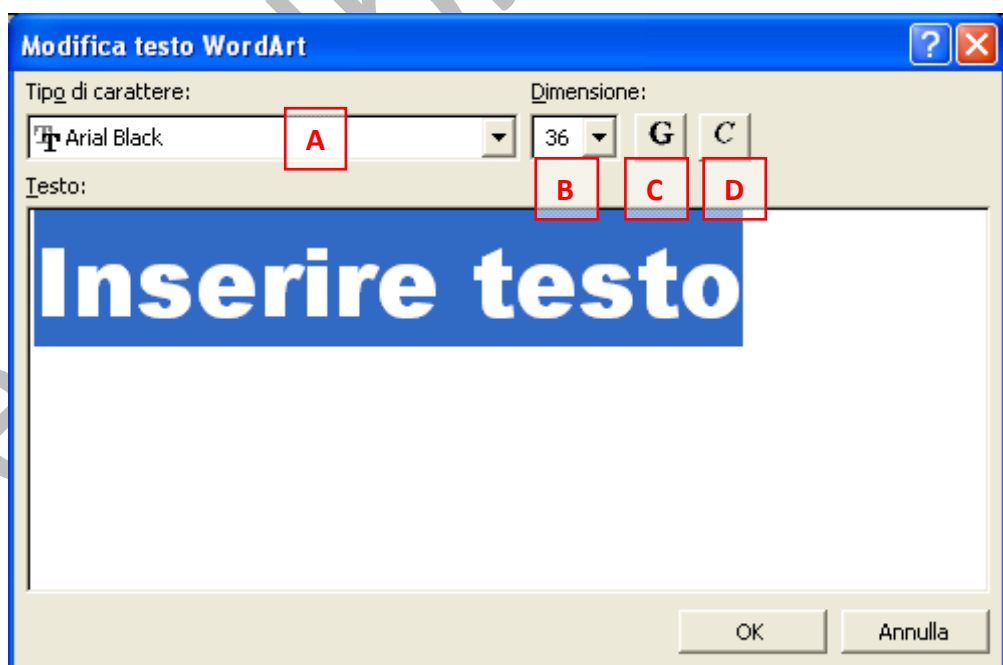 Modifica testo WordArt ?
Tipo di carattere: Dimensione:
Arial Black A 36 G C
Testo: B C D
Inserire testo
OK Annulla